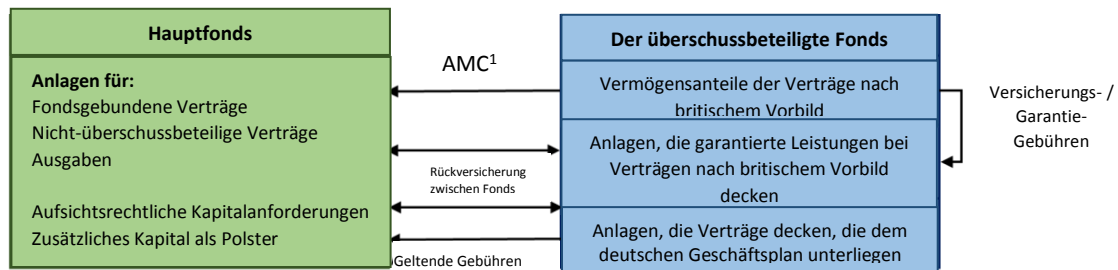 Hauptfonds
Anlagen für:
Fondsgebundene Verträge
Nicht-überschussbeteilige Verträge
Ausgaben
Aufsichtsrechtliche Kapitalanforderungen
Zusätzliches Kapital als Polster
AMC¹
Rückversicherung
zwischen Fonds
Geltende Gebühren
Der überschussbeteiligte Fonds
Vermögensanteile der Verträge nach
britischem Vorbild
Anlagen, die garantierte Leistungen bei
Verträgen nach britischem Vorbild
decken
Anlagen, die Verträge decken, die dem
deutschen Geschäftsplan unterliegen
Versicherungs- /
Garantie-
Gebühren